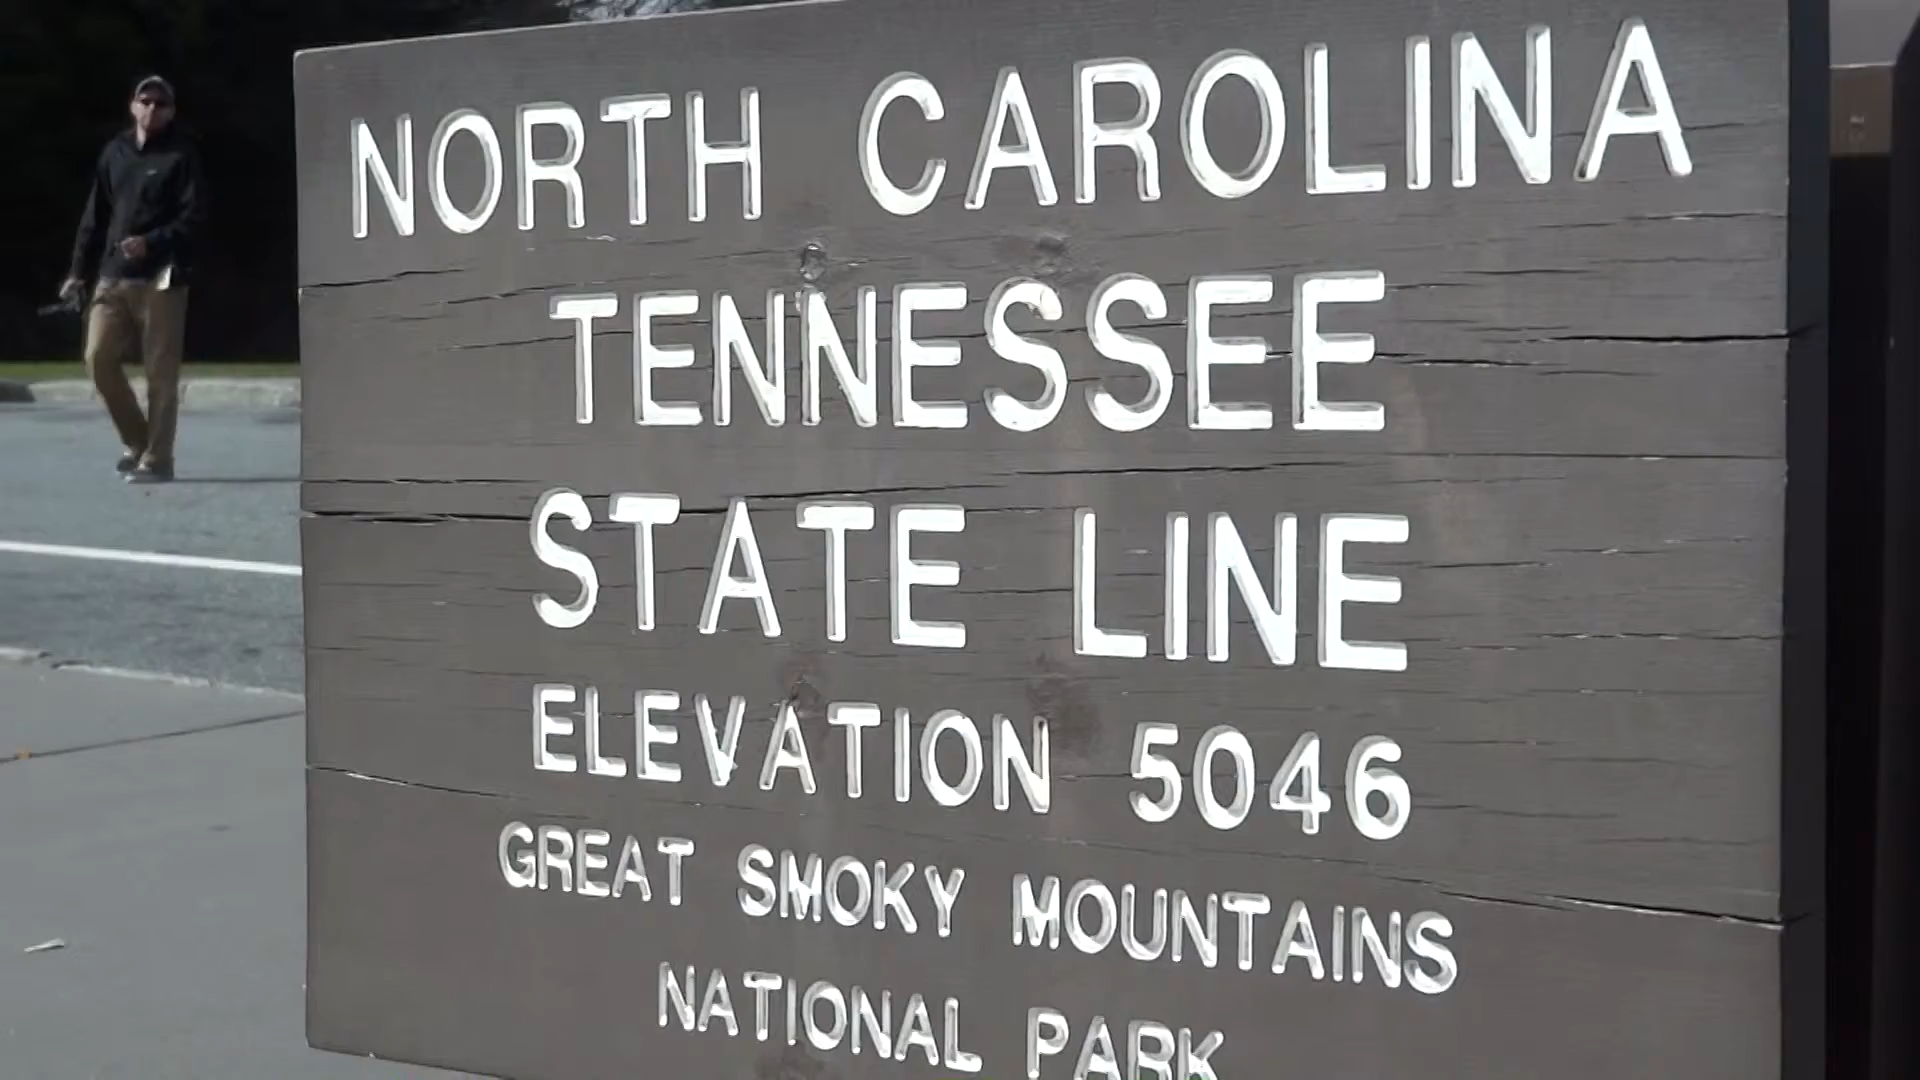 NORTH CAROLINA
TENNESSEE
STATE LINE
ELEVATION 5046
GREAT SMOKY MOUNTAINS
NATIONAL PARK